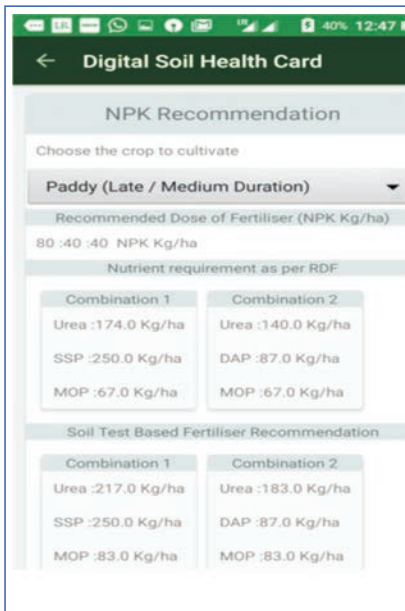 40% 12:47
← Digital Soil Health Card
NPK Recommendation
Choose the crop to cultivate
Paddy (Late / Medium Duration)
Recommended Dose of Fertiliser (NPK Kg/ha)
80 :40 :40 NPK Kg/ha
Nutrient requirement as per RDF
Combination 1 Combination 2
Urea :174.0 Kg/ha Urea :140.0 Kg/ha
SSP :250.0 Kg/ha DAP :87.0 Kg/ha
MOP :67.0 Kg/ha MOP :67.0 Kg/ha
Soil Test Based Fertiliser Recommendation
Combination 1 Combination 2
Urea :217.0 Kg/ha Urea :183.0 Kg/ha
SSP :250.0 Kg/ha DAP :87.0 Kg/ha
MOP :83.0 Kg/ha MOP :83.0 Kg/ha